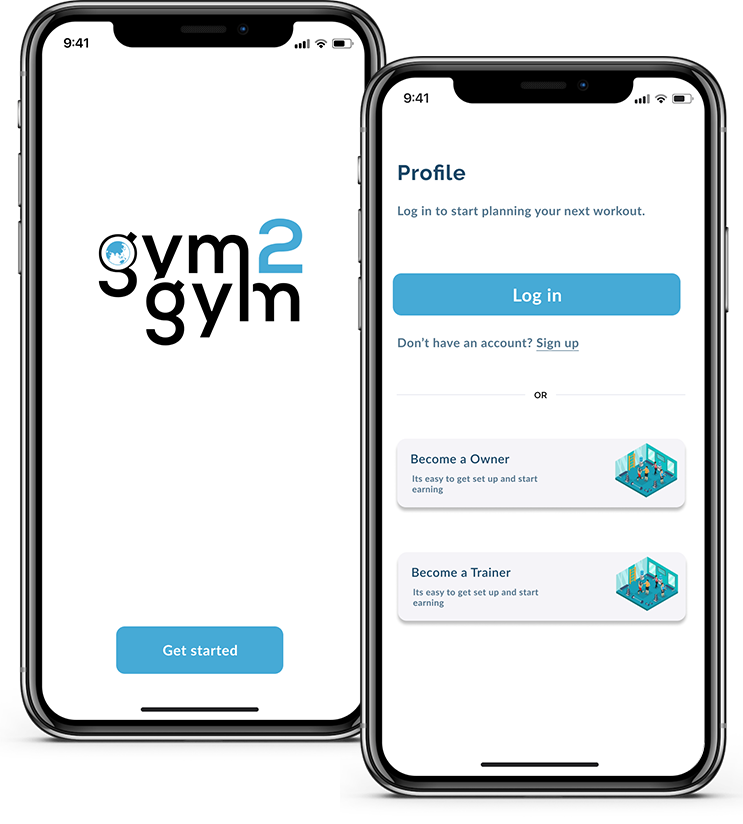 9:41
gym2
gym
Get started
9:41
Profile
Log in to start planning your next workout.
Log in
Don't have an account? Sign up
OR
Become a Owner
Its easy to get set up and start
earning
Become a Trainer
Its easy to get set up and start
earning